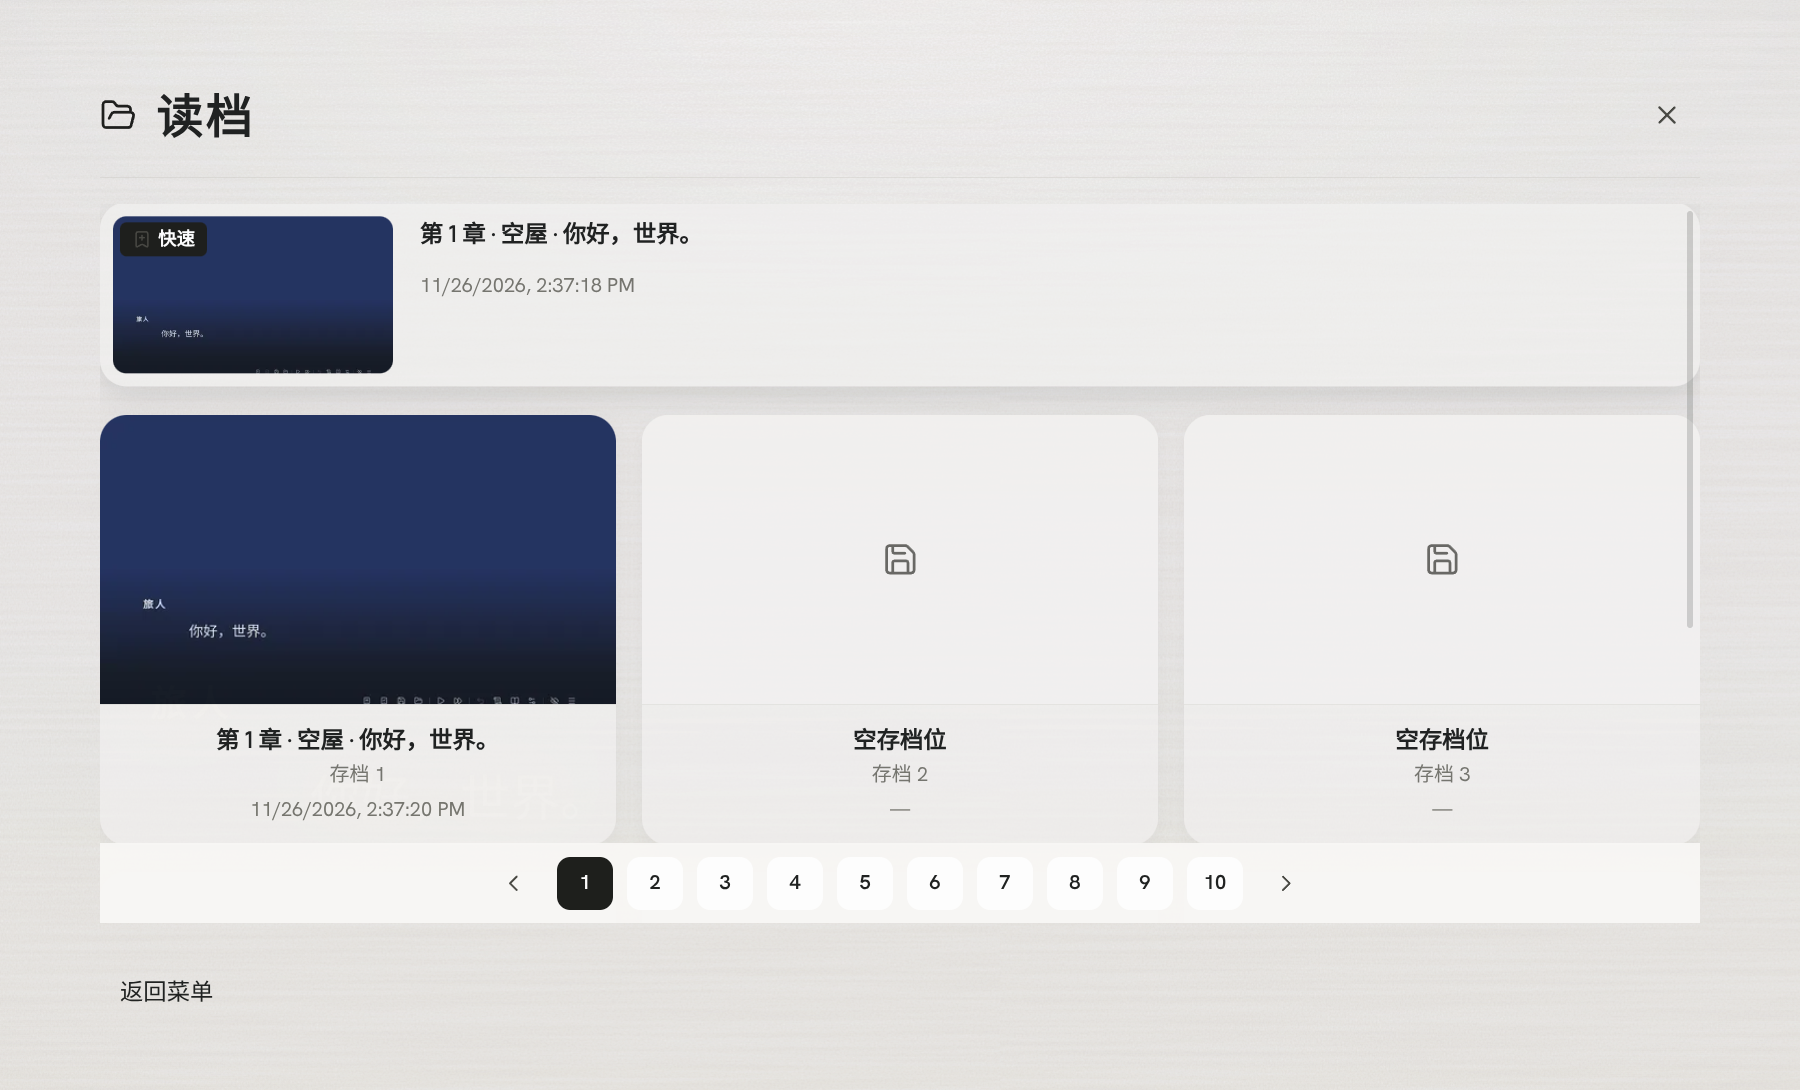 读档
快速
旅人
你好，世界。
第 1 章 · 空屋 · 你好，世界。
11/26/2026, 2:37:18 PM
旅人
你好，世界。
第 1 章 · 空屋 · 你好，世界。
存档 1
11/26/2026, 2:37:20 PM
空存档位
存档 2
—
空存档位
存档 3
—
1 2 3 4 5 6 7 8 9 10
返回菜单